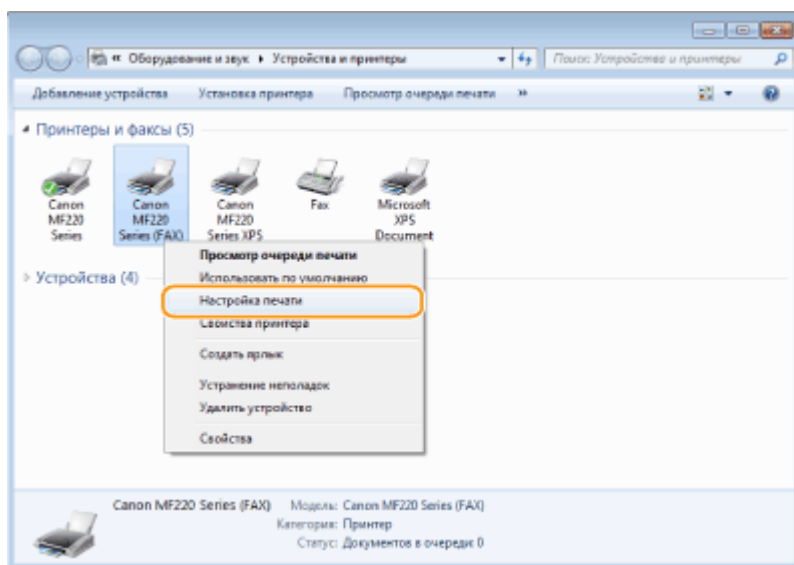 « Оборудование и звук ▸ Устройства и принтеры
Поиск: Устройства и принтеры
Добавление устройства Установка принтера Просмотр очереди печати »
Принтеры и факсы (5)
Canon MF220 Series
Canon MF220 Series (FAX)
Canon MF220 Series XPS
Fax
Microsoft XPS Document
Устройства (4)
Просмотр очереди печати
Использовать по умолчанию
Настройка печати
Свойства принтера
Создать ярлык
Устранение неполадок
Удалить устройство
Свойства
Canon MF220 Series (FAX) Модель: Canon MF220 Series (FAX)
Категория: Принтер
Статус: Документов в очереди: 0